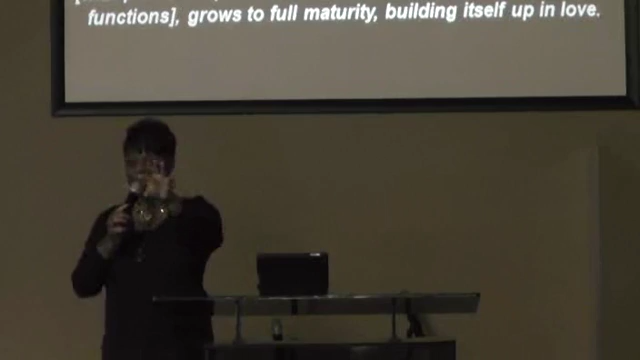 functions], grows to full maturity, building itself up in love.